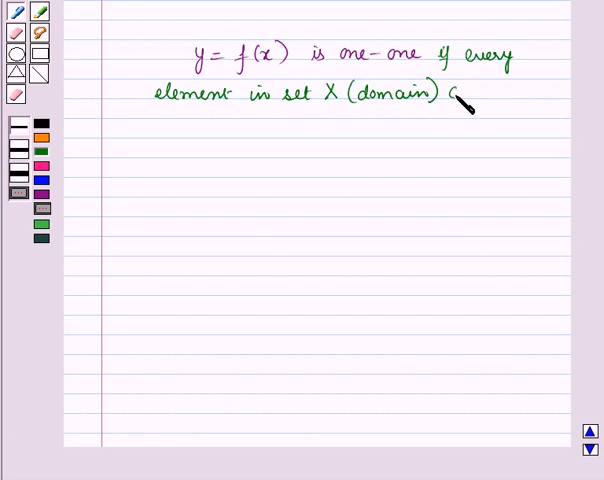 y = f(x) is one-one if every
element in set X (domain) c